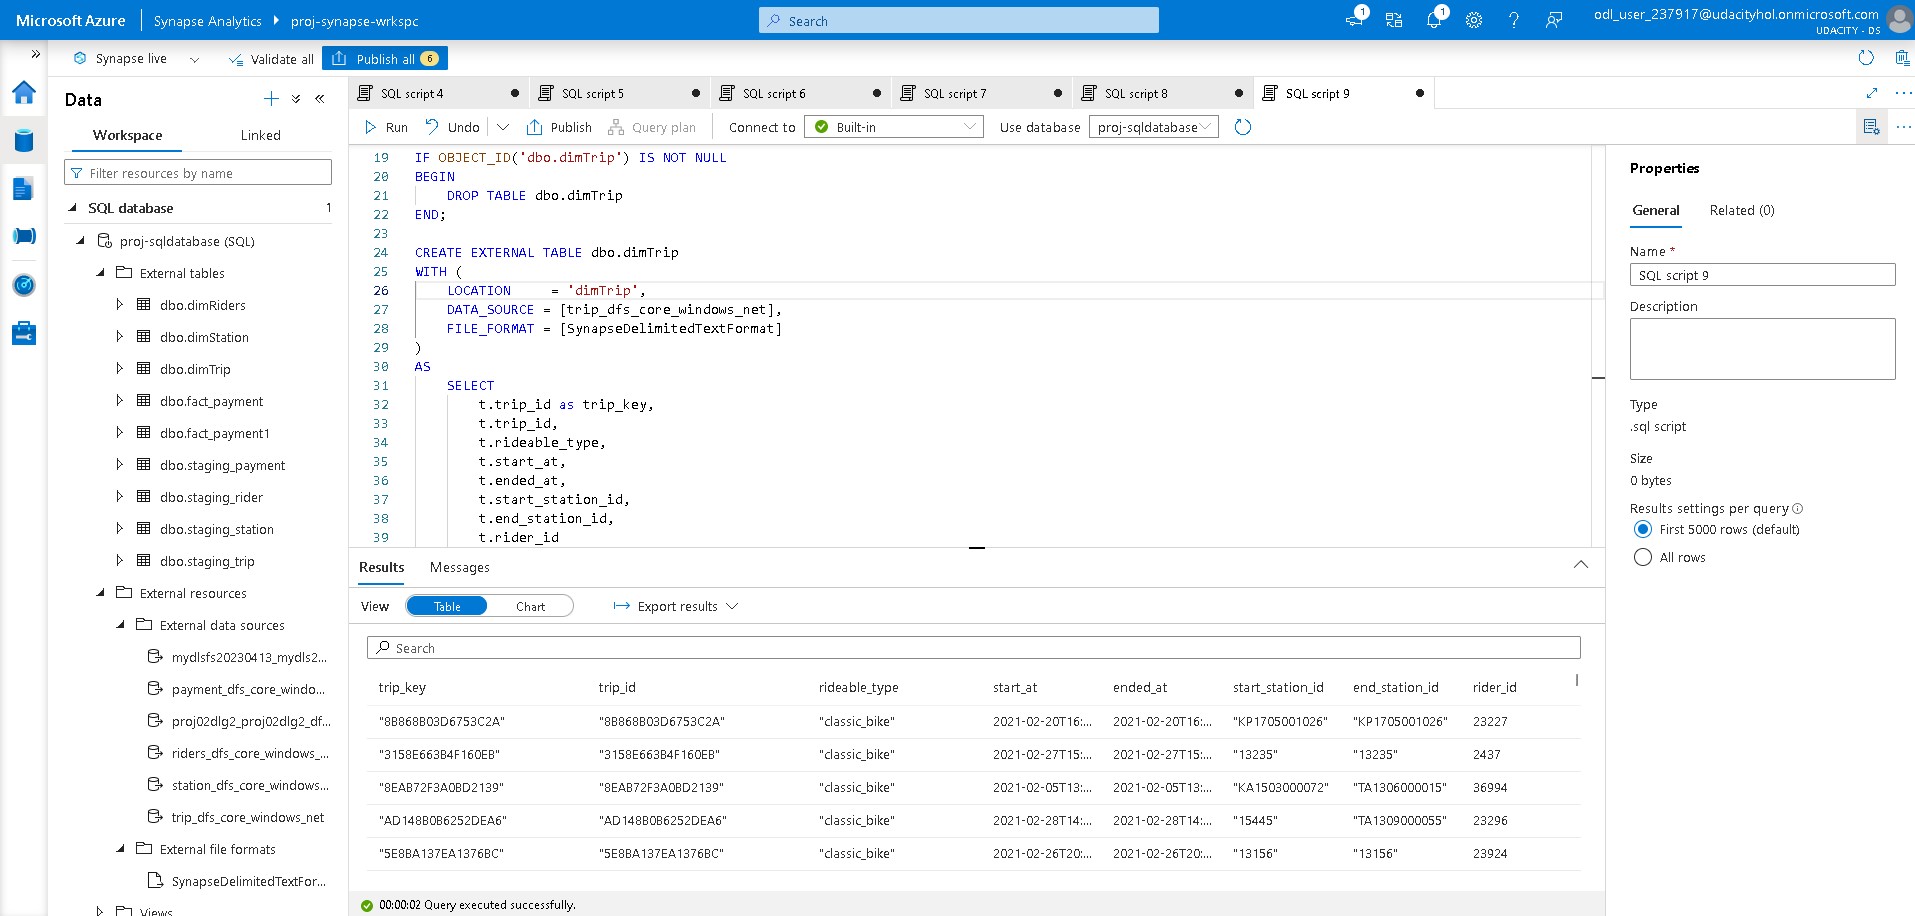 Microsoft Azure Synapse Analytics proj-synapse-wrkspc Search 1 1 odl_user_237917@udacityhol.onmicrosoft.com
UDACITY - DS
Synapse live Validate all Publish all 6
Data
Workspace Linked
Filter resources by name
SQL database 1
proj-sqldatabase (SQL)
External tables
dbo.dimRiders
dbo.dimStation
dbo.dimTrip
dbo.fact_payment
dbo.fact_payment1
dbo.staging_payment
dbo.staging_rider
dbo.staging_station
dbo.staging_trip
External resources
External data sources
mydlsfs20230413_mydls2...
payment_dfs_core_windo...
proj02dlg2_proj02dlg2_df...
riders_dfs_core_windows_...
station_dfs_core_windows...
trip_dfs_core_windows_net
External file formats
SynapseDelimitedTextFor...
Views
SQL script 4 SQL script 5 SQL script 6 SQL script 7 SQL script 8 SQL script 9
Run Undo Publish Query plan Connect to Built-in Use database proj-sqldatabase
19 IF OBJECT_ID('dbo.dimTrip') IS NOT NULL
20 BEGIN
21 DROP TABLE dbo.dimTrip
22 END;
23
24 CREATE EXTERNAL TABLE dbo.dimTrip
25 WITH (
26 LOCATION = 'dimTrip',
27 DATA_SOURCE = [trip_dfs_core_windows_net],
28 FILE_FORMAT = [SynapseDelimitedTextFormat]
29 )
30 AS
31 SELECT
32 t.trip_id as trip_key,
33 t.trip_id,
34 t.rideable_type,
35 t.start_at,
36 t.ended_at,
37 t.start_station_id,
38 t.end_station_id,
39 t.rider_id
Results Messages
View Table Chart Export results
Search
trip_key trip_id rideable_type start_at ended_at start_station_id end_station_id rider_id
"8B868B03D6753C2A" "8B868B03D6753C2A" "classic_bike" 2021-02-20T16:... 2021-02-20T16:... "KP1705001026" "KP1705001026" 23227
"3158E663B4F160EB" "3158E663B4F160EB" "classic_bike" 2021-02-27T15:... 2021-02-27T15:... "13235" "13235" 2437
"8EAB72F3A0BD2139" "8EAB72F3A0BD2139" "classic_bike" 2021-02-05T13:... 2021-02-05T13:... "KA1503000072" "TA1306000015" 36994
"AD148B0B6252DEA6" "AD148B0B6252DEA6" "classic_bike" 2021-02-28T14:... 2021-02-28T14:... "15445" "TA1309000055" 23296
"5E8BA137EA1376BC" "5E8BA137EA1376BC" "classic_bike" 2021-02-26T20:... 2021-02-26T20:... "13156" "13156" 23924
00:00:02 Query executed successfully.
Properties
General Related (0)
Name *
SQL script 9
Description
Type
.sql script
Size
0 bytes
Results settings per query
First 5000 rows (default)
All rows